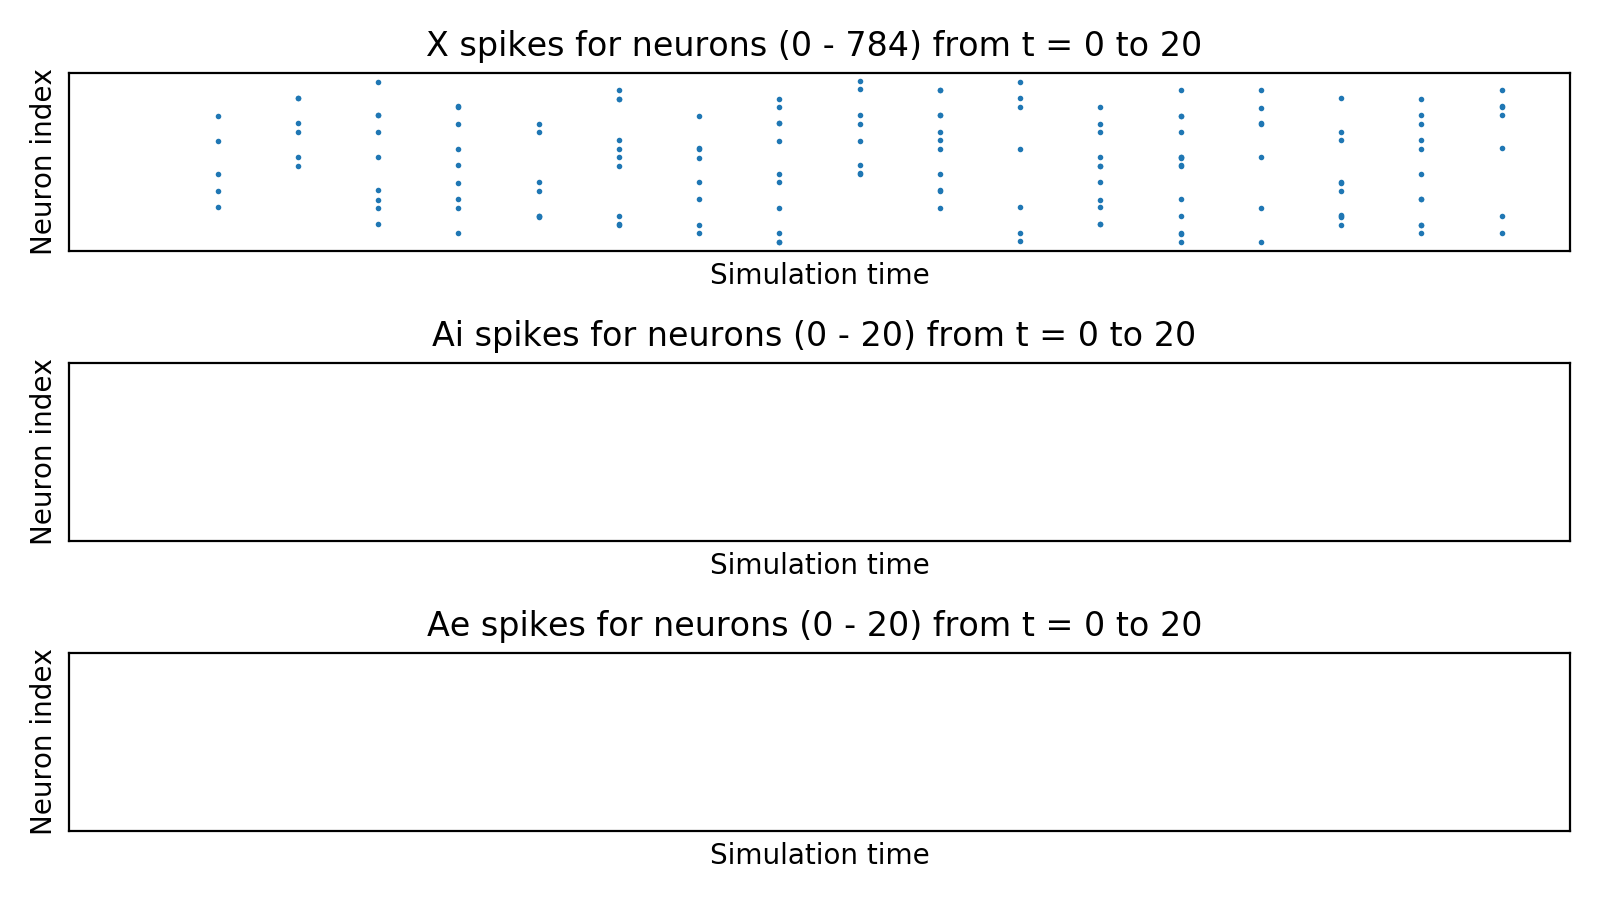 X spikes for neurons (0 - 784) from t = 0 to 20
Neuron index
Simulation time
Ai spikes for neurons (0 - 20) from t = 0 to 20
Neuron index
Simulation time
Ae spikes for neurons (0 - 20) from t = 0 to 20
Neuron index
Simulation time